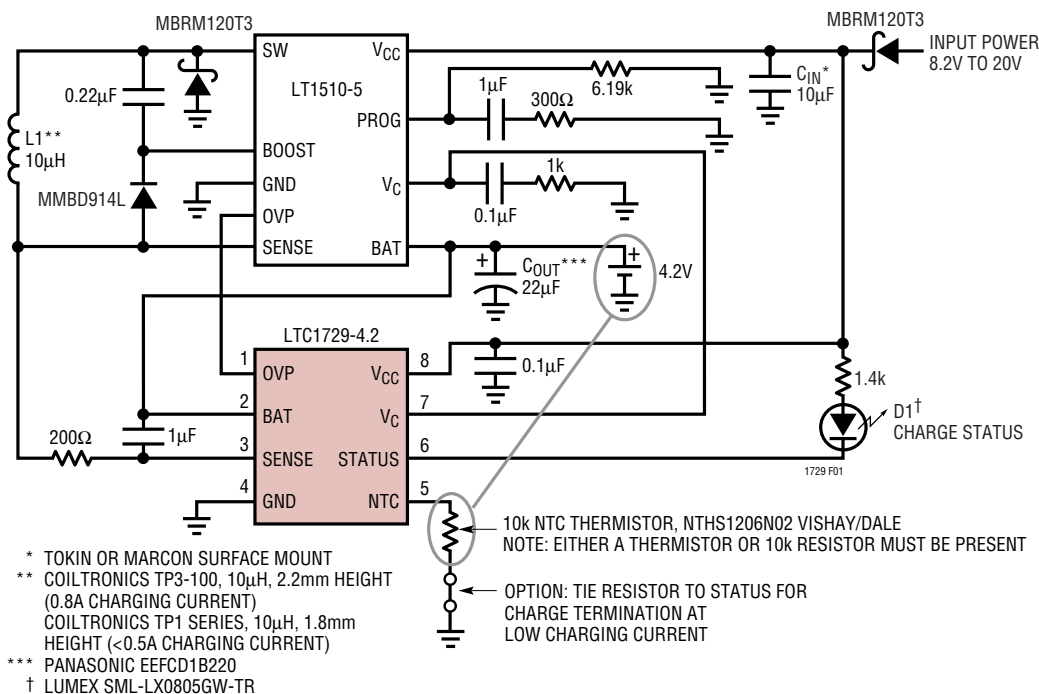 MBRM120T3
MBRM120T3
INPUT POWER
8.2V TO 20V
SW
VCC
LT1510-5
PROG
BOOST
GND
VC
OVP
SENSE
BAT
0.22µF
L1**
10µH
MMBD914L
1µF
6.19k
300Ω
1k
0.1µF
CIN*
10µF
+
COUT***
22µF
+
4.2V
LTC1729-4.2
1
OVP
VCC
8
0.1µF
2
BAT
VC
7
200Ω
1µF
3
SENSE
STATUS
6
4
GND
NTC
5
1.4k
D1†
CHARGE STATUS
1729 F01
10k NTC THERMISTOR, NTHS1206N02 VISHAY/DALE
NOTE: EITHER A THERMISTOR OR 10k RESISTOR MUST BE PRESENT
OPTION: TIE RESISTOR TO STATUS FOR
CHARGE TERMINATION AT
LOW CHARGING CURRENT
* TOKIN OR MARCON SURFACE MOUNT
** COILTRONICS TP3-100, 10µH, 2.2mm HEIGHT
(0.8A CHARGING CURRENT)
COILTRONICS TP1 SERIES, 10µH, 1.8mm
HEIGHT (<0.5A CHARGING CURRENT)
*** PANASONIC EEFCD1B220
† LUMEX SML-LX0805GW-TR